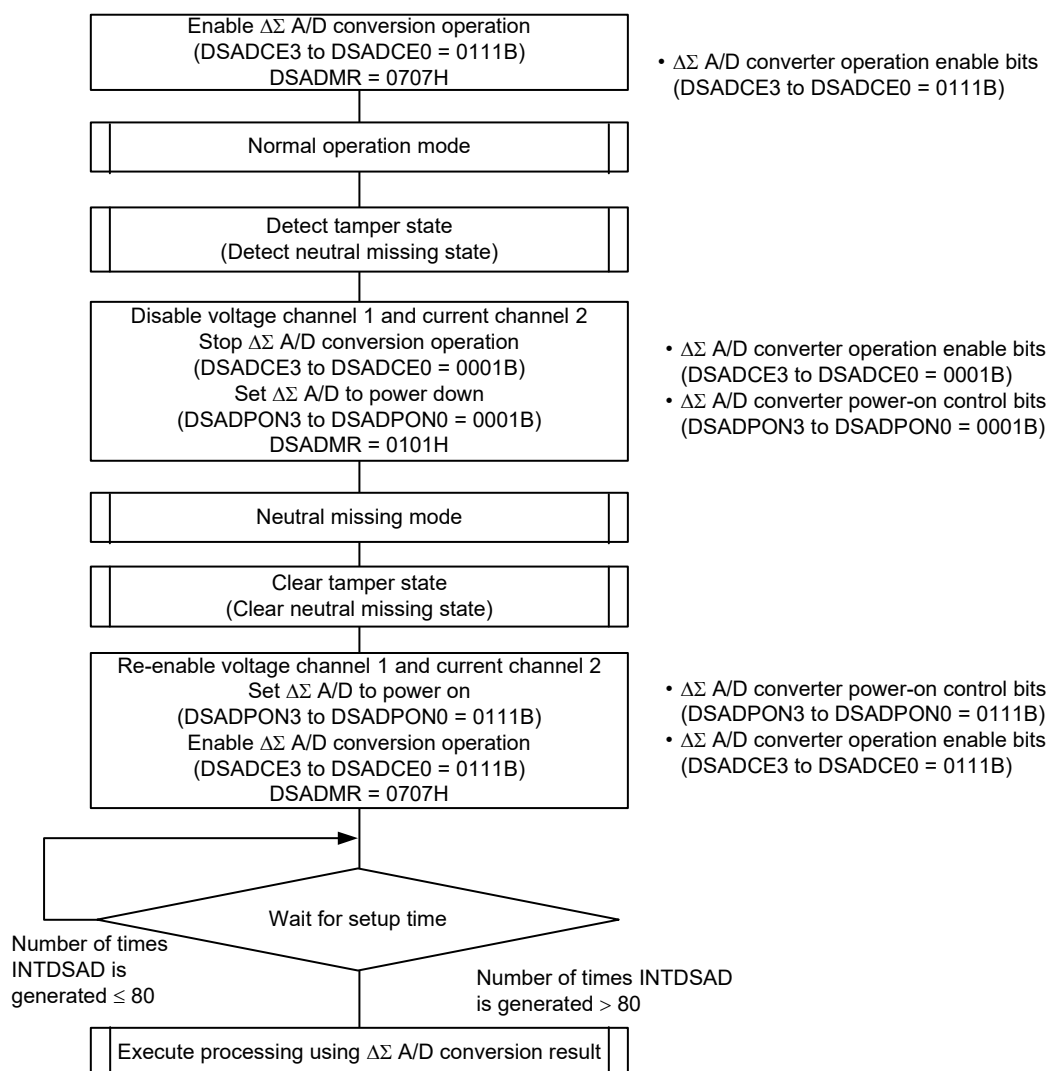 Enable ΔΣ A/D conversion operation
(DSADCE3 to DSADCE0 = 0111B)
DSADMR = 0707H
• ΔΣ A/D converter operation enable bits
(DSADCE3 to DSADCE0 = 0111B)
Normal operation mode
Detect tamper state
(Detect neutral missing state)
Disable voltage channel 1 and current channel 2
Stop ΔΣ A/D conversion operation
(DSADCE3 to DSADCE0 = 0001B)
Set ΔΣ A/D to power down
(DSADPON3 to DSADPON0 = 0001B)
DSADMR = 0101H
• ΔΣ A/D converter operation enable bits
(DSADCE3 to DSADCE0 = 0001B)
• ΔΣ A/D converter power-on control bits
(DSADPON3 to DSADPON0 = 0001B)
Neutral missing mode
Clear tamper state
(Clear neutral missing state)
Re-enable voltage channel 1 and current channel 2
Set ΔΣ A/D to power on
(DSADPON3 to DSADPON0 = 0111B)
Enable ΔΣ A/D conversion operation
(DSADCE3 to DSADCE0 = 0111B)
DSADMR = 0707H
• ΔΣ A/D converter power-on control bits
(DSADPON3 to DSADPON0 = 0111B)
• ΔΣ A/D converter operation enable bits
(DSADCE3 to DSADCE0 = 0111B)
Wait for setup time
Number of times
INTDSAD is
generated ≤ 80
Number of times INTDSAD
is generated > 80
Execute processing using ΔΣ A/D conversion result